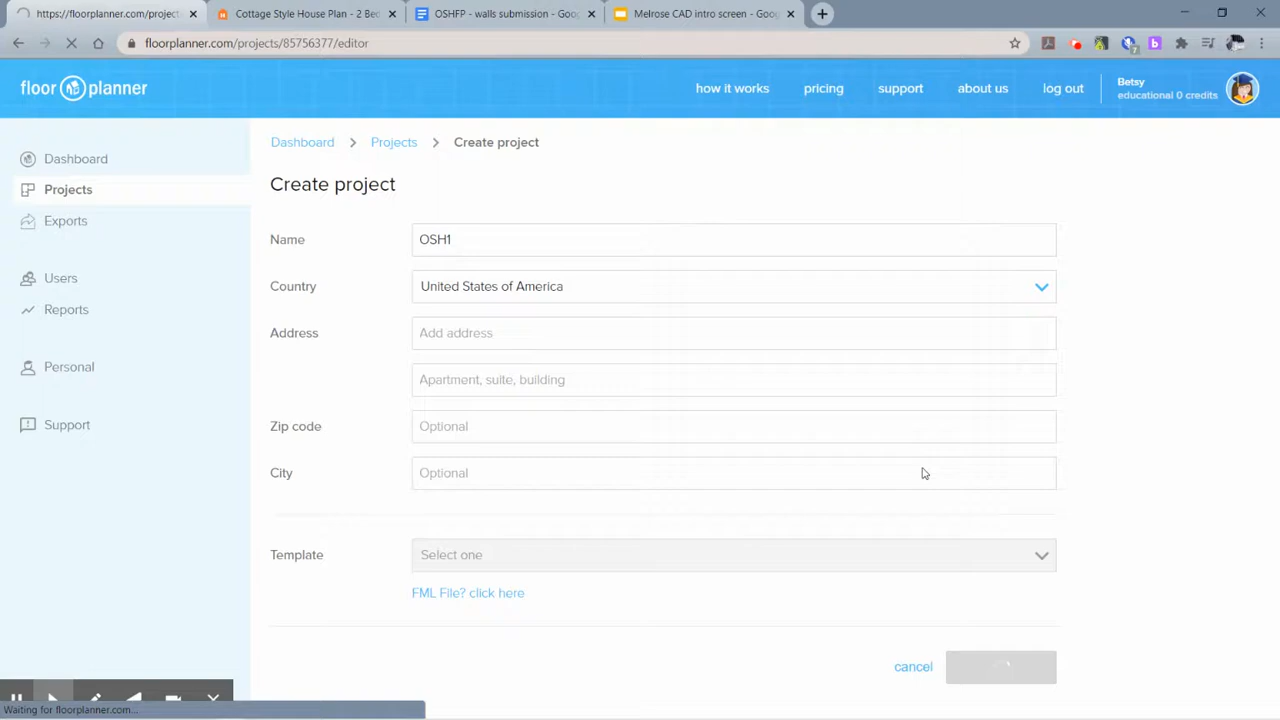 https://floorplanner.com/project
Cottage Style House Plan - 2 Bed
OSHFP - walls submission - Goo
Melrose CAD intro screen - Goog
floorplanner.com/projects/85756377/editor
7
floor planner
how it works
pricing
support
about us
log out
Betsy
educational 0 credits
Dashboard
Projects
Exports
Users
Reports
Personal
Support
Dashboard > Projects > Create project
Create project
Name
OSH1
Country
United States of America
Address
Add address
Apartment, suite, building
Zip code
Optional
City
Optional
Template
Select one
FML File? click here
cancel
Waiting for floorplanner.com...